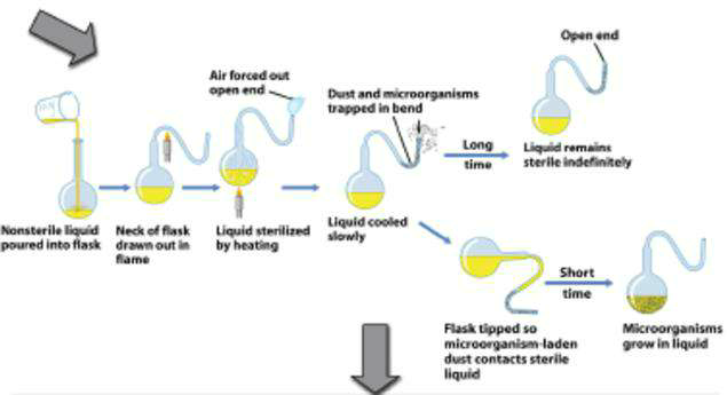 Nonsterile liquid
poured into flask
Neck of flask
drawn out in
flame
Air forced out
open end
Liquid sterilized
by heating
Dust and microorganisms
trapped in bend
Liquid cooled
slowly
Long
time
Open end
Liquid remains
sterile indefinitely
Flask tipped so
microorganism-laden
dust contacts sterile
liquid
Short
time
Microorganisms
grow in liquid